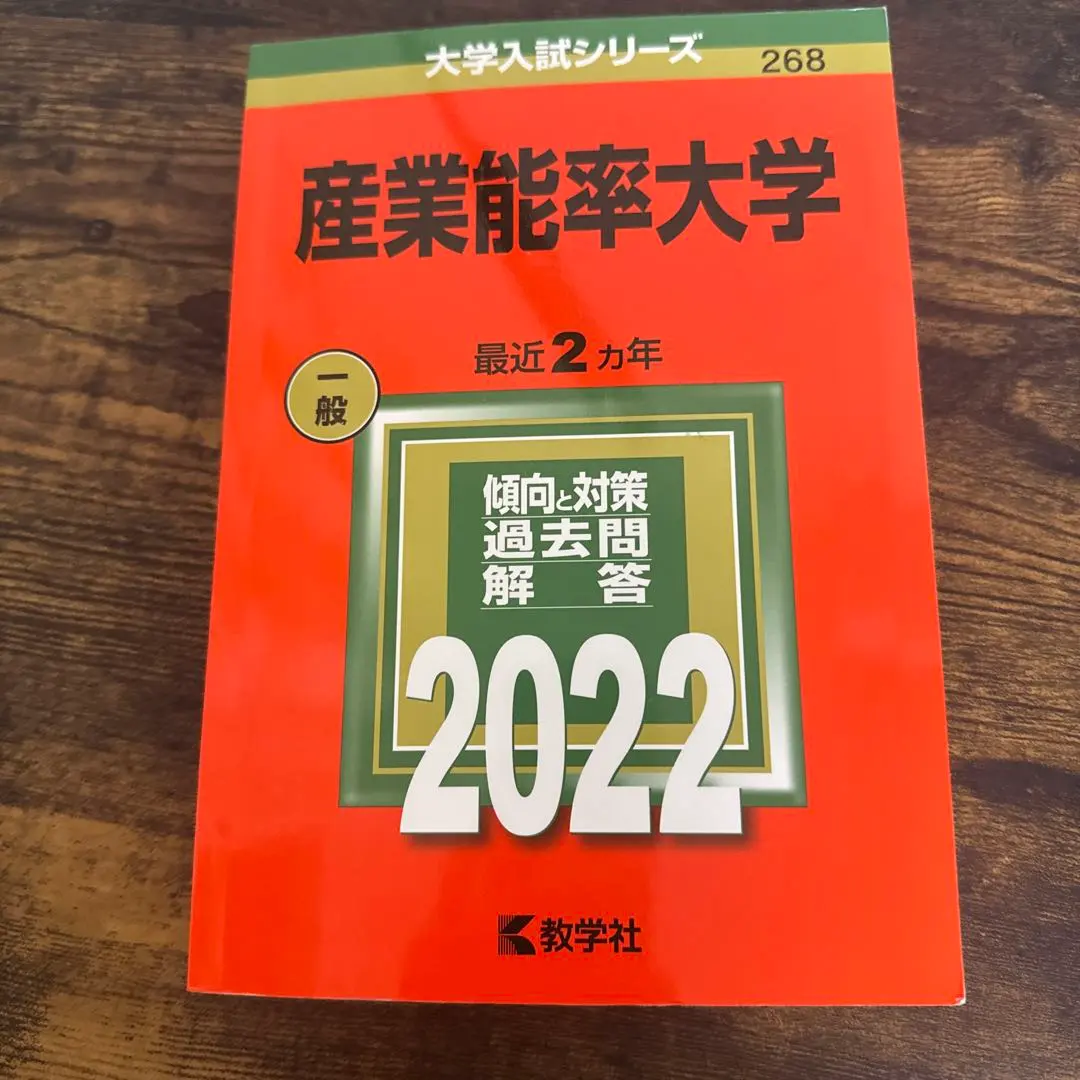 大学入試シリーズ
268
産業能率大学
最近2カ年
一般
傾向と対策
過去問
解答
2022
教学社